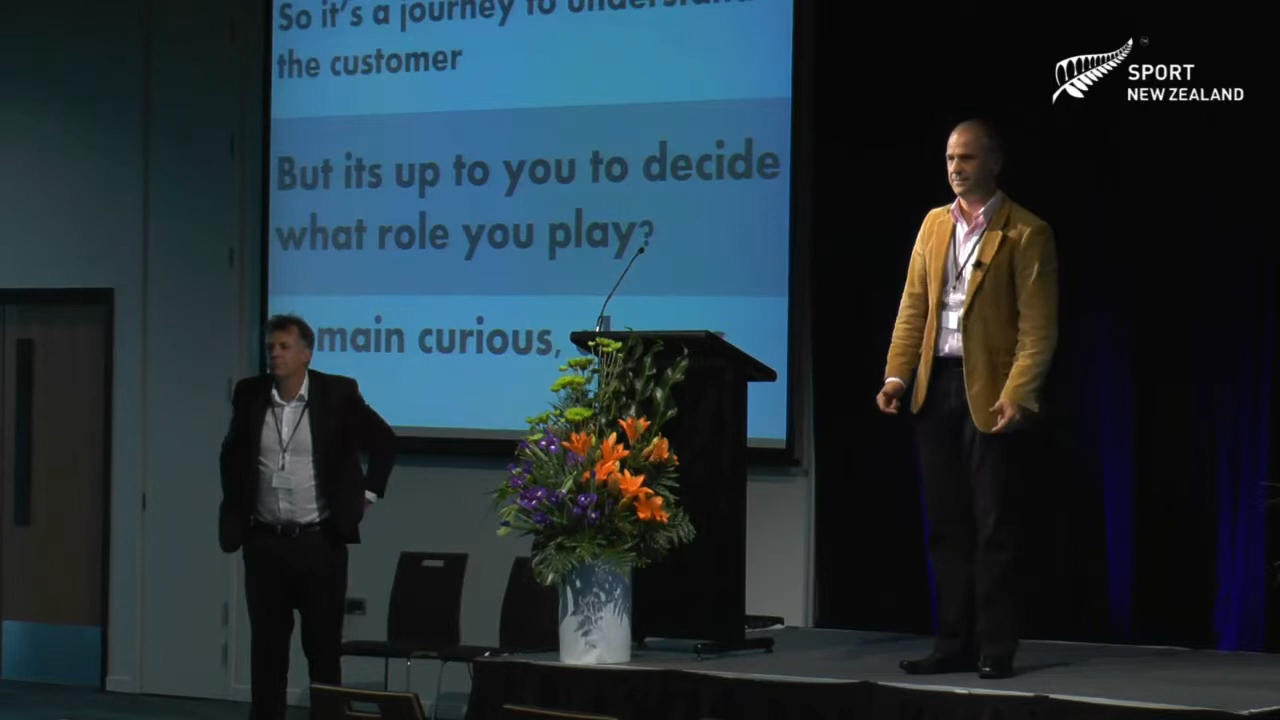 So it's a journey to understand
the customer
But its up to you to decide
what role you play?
main curious,
SPORT
NEW ZEALAND